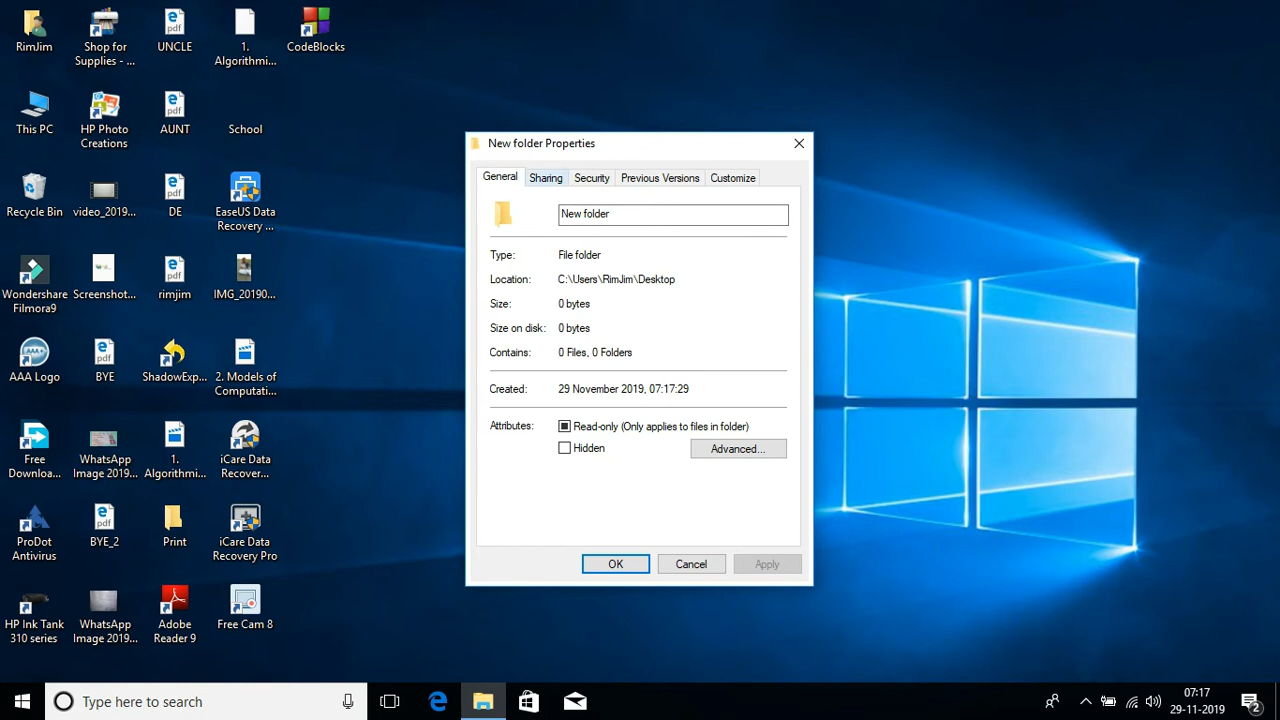 RimJim
Shop for
Supplies - ...
UNCLE
1.
Algorithmi...
CodeBlocks
This PC
HP Photo
Creations
AUNT
School
Recycle Bin
video_2019...
DE
EaseUS Data
Recovery ...
Wondershare
Filmora9
Screenshot...
rimjim
IMG_20190...
AAA Logo
BYE
ShadowExp...
2. Models of
Computati...
Free
Downloa...
WhatsApp
Image 2019...
1.
Algorithmi...
iCare Data
Recover...
ProDot
Antivirus
BYE_2
Print
iCare Data
Recovery Pro
HP Ink Tank
310 series
WhatsApp
Image 2019...
Adobe
Reader 9
Free Cam 8
New folder Properties
General Sharing Security Previous Versions Customize
New folder
Type: File folder
Location: C:\Users\RimJim\Desktop
Size: 0 bytes
Size on disk: 0 bytes
Contains: 0 Files, 0 Folders
Created: 29 November 2019, 07:17:29
Attributes: Read-only (Only applies to files in folder)
Hidden Advanced...
OK Cancel Apply
Type here to search
07:17
29-11-2019
2